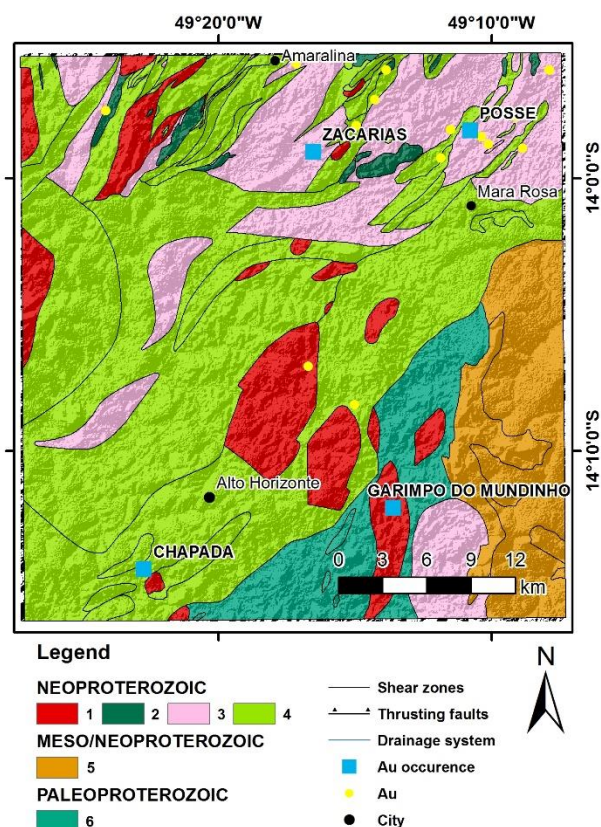 49°20'0"W 49°10'0"W
Amaralina
POSSE
ZACARIAS
14°0'0"S
Mara Rosa
14°10'0"S
Alto Horizonte
GARIMPO DO MUNDINHO
CHAPADA
0 3 6 9 12
km
Legend
N
NEOPROTEROZOIC
1 2 3 4
MESO/NEOPROTEROZOIC
5
PALEOPROTEROZOIC
6
Shear zones
Thrusting faults
Drainage system
Au occurence
Au
City